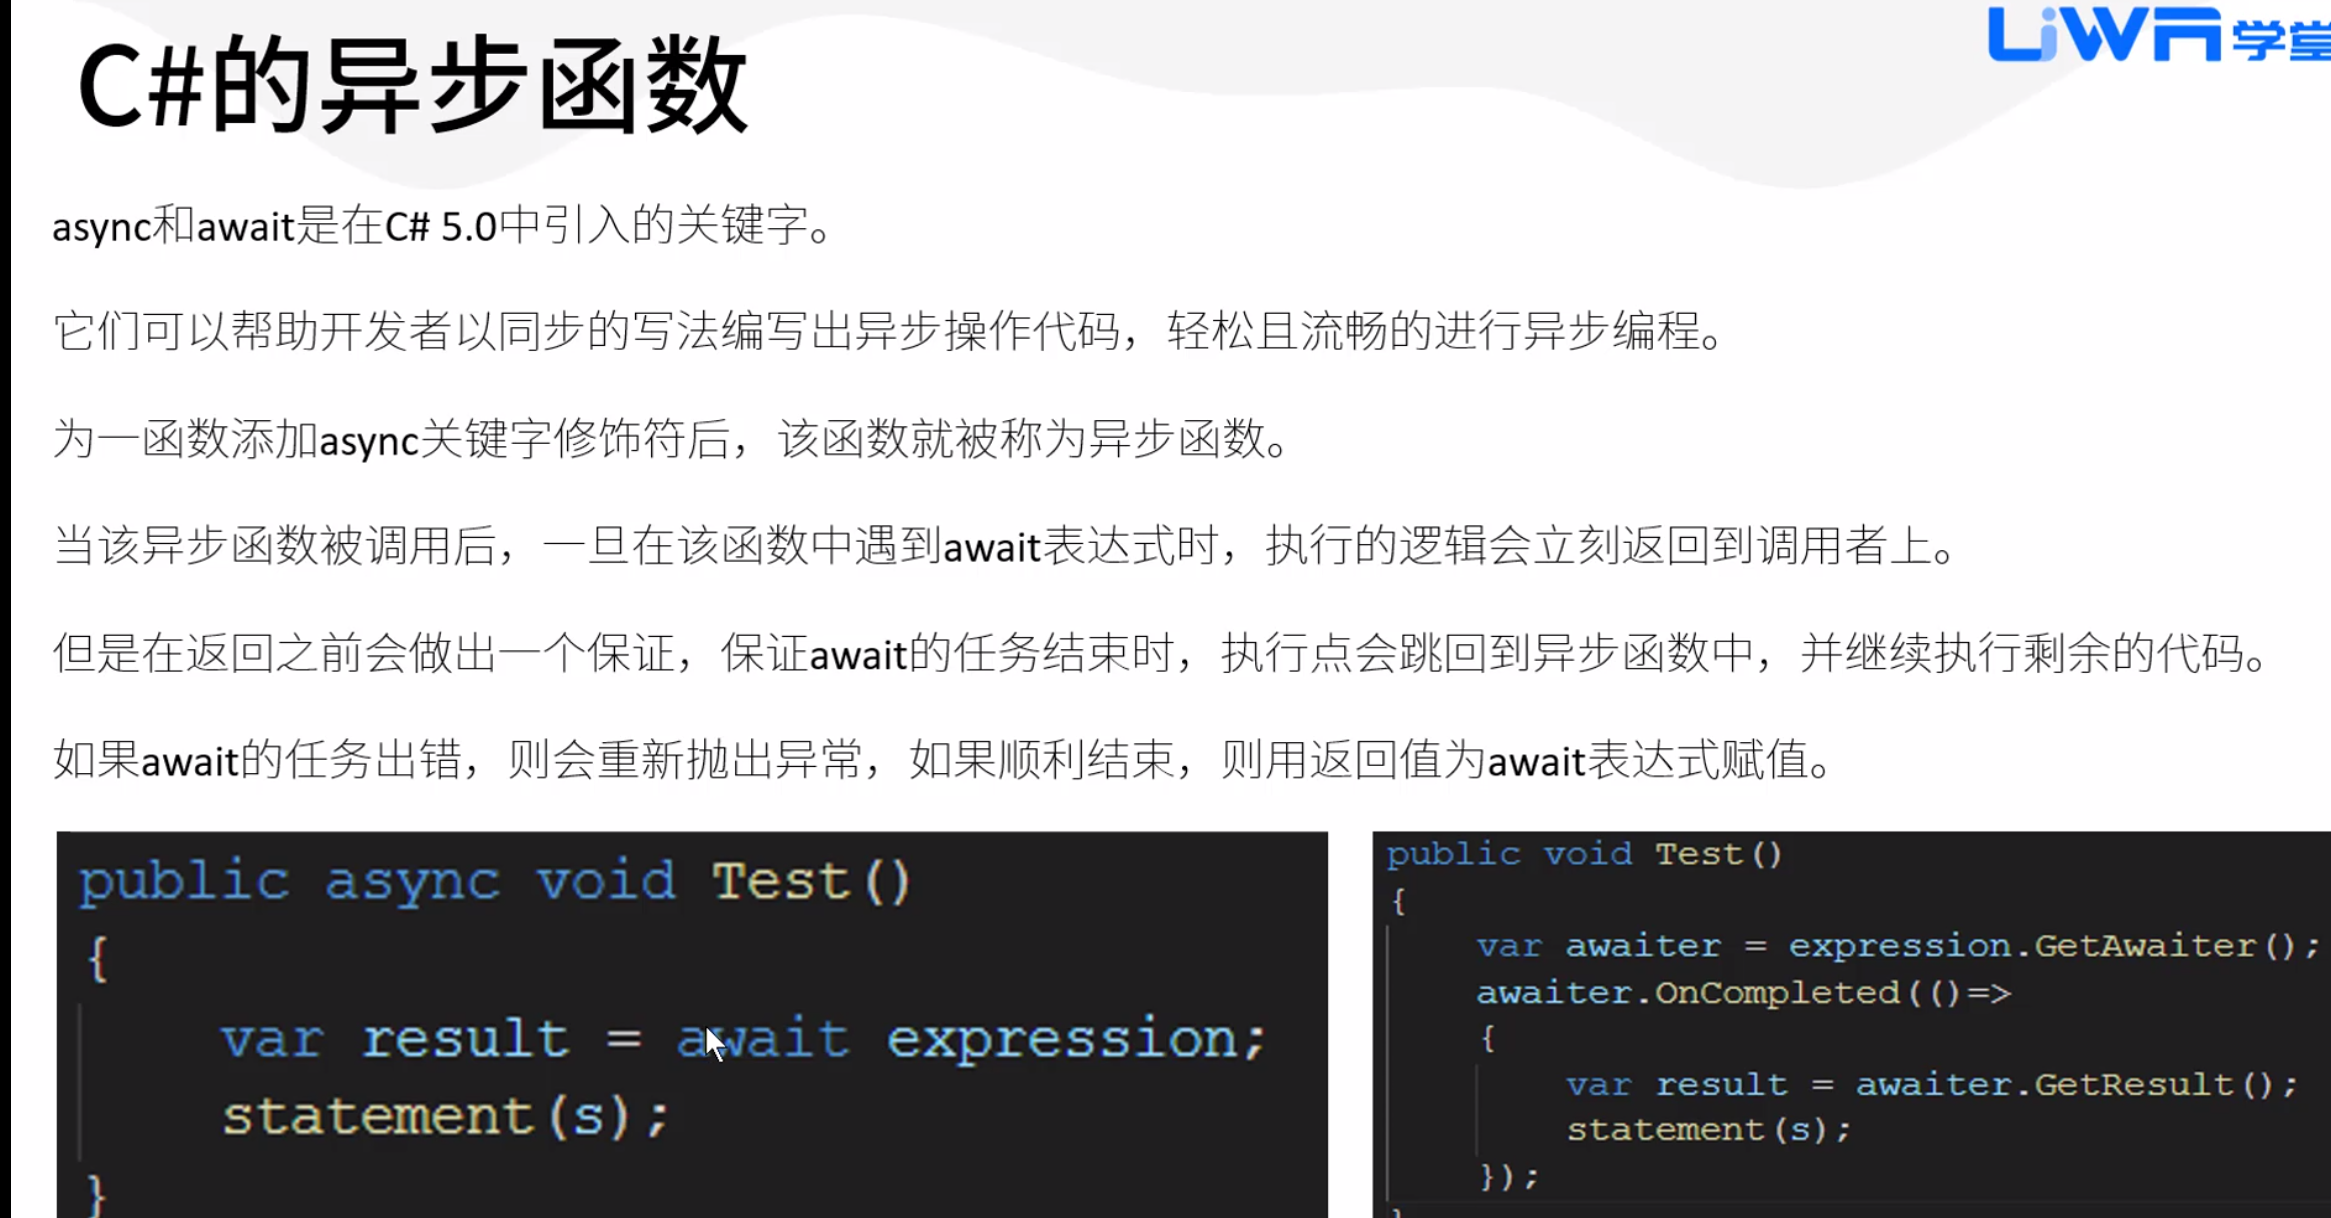 C#的异步函数
LiWA学堂
async和await是在C# 5.0中引入的关键字。
它们可以帮助开发者以同步的写法编写出异步操作代码，轻松且流畅的进行异步编程。
为一函数添加async关键字修饰符后，该函数就被称为异步函数。
当该异步函数被调用后，一旦在该函数中遇到await表达式时，执行的逻辑会立刻返回到调用者上。
但是在返回之前会做出一个保证，保证await的任务结束时，执行点会跳回到异步函数中，并继续执行剩余的代码。
如果await的任务出错，则会重新抛出异常，如果顺利结束，则用返回值为await表达式赋值。
public async void Test()
{
var result = await expression;
statement(s);
}
public void Test()
{
var awaiter = expression.GetAwaiter();
awaiter.OnCompleted(()=>
{
var result = awaiter.GetResult();
statement(s);
});
}